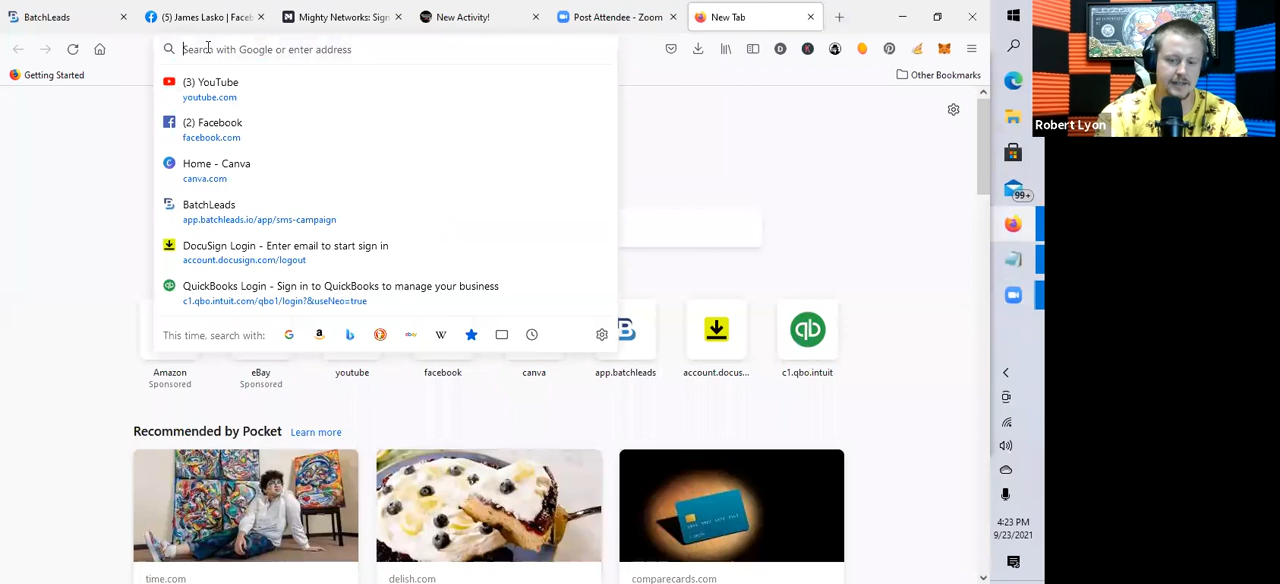 BatchLeads
(5) James Lasko | Faceb
Mighty Networks: Sign
New Activity!
Post Attendee - Zoom
New Tab
Search with Google or enter address
Getting Started
Other Bookmarks
(3) YouTube
youtube.com
(2) Facebook
facebook.com
Home - Canva
canva.com
BatchLeads
app.batchleads.io/app/sms-campaign
DocuSign Login - Enter email to start sign in
account.docusign.com/logout
QuickBooks Login - Sign in to QuickBooks to manage your business
c1.qbo.intuit.com/qbo1/login?&useNeo=true
This time, search with:
Amazon
Sponsored
eBay
Sponsored
youtube
facebook
canva
app.batchleads
account.docus...
c1.qbo.intuit
Recommended by Pocket
Learn more
time.com
delish.com
comparecards.com
Robert Lyon
99+
4:23 PM
9/23/2021